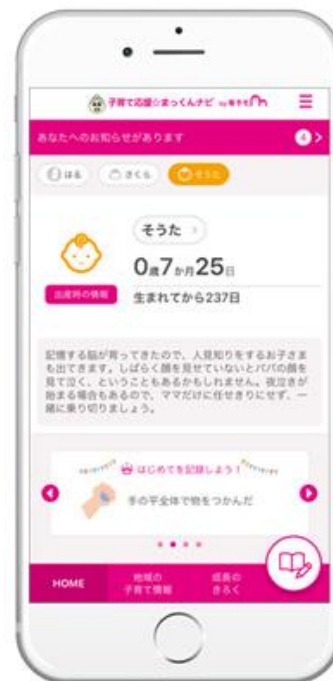 子育て応援☆まっくんナビ by 母子モ
あなたへのお知らせがあります 4
はる さくら そうた
そうた
0歳7か月25日
出産時の情報
生まれてから237日
記憶する脳が育ってきたので、人見知りをするお子さま
も出てきます。しばらく顔を見せていないとパパの顔を
見て泣く、ということもあるかもしれません。夜泣きが
始まる場合もあるので、ママだけに任せきりにせず、一
緒に乗り切りましょう。
はじめてを記録しよう!
手の平全体で物をつかんだ
HOME
地域の
子育て情報
成長の
きろく